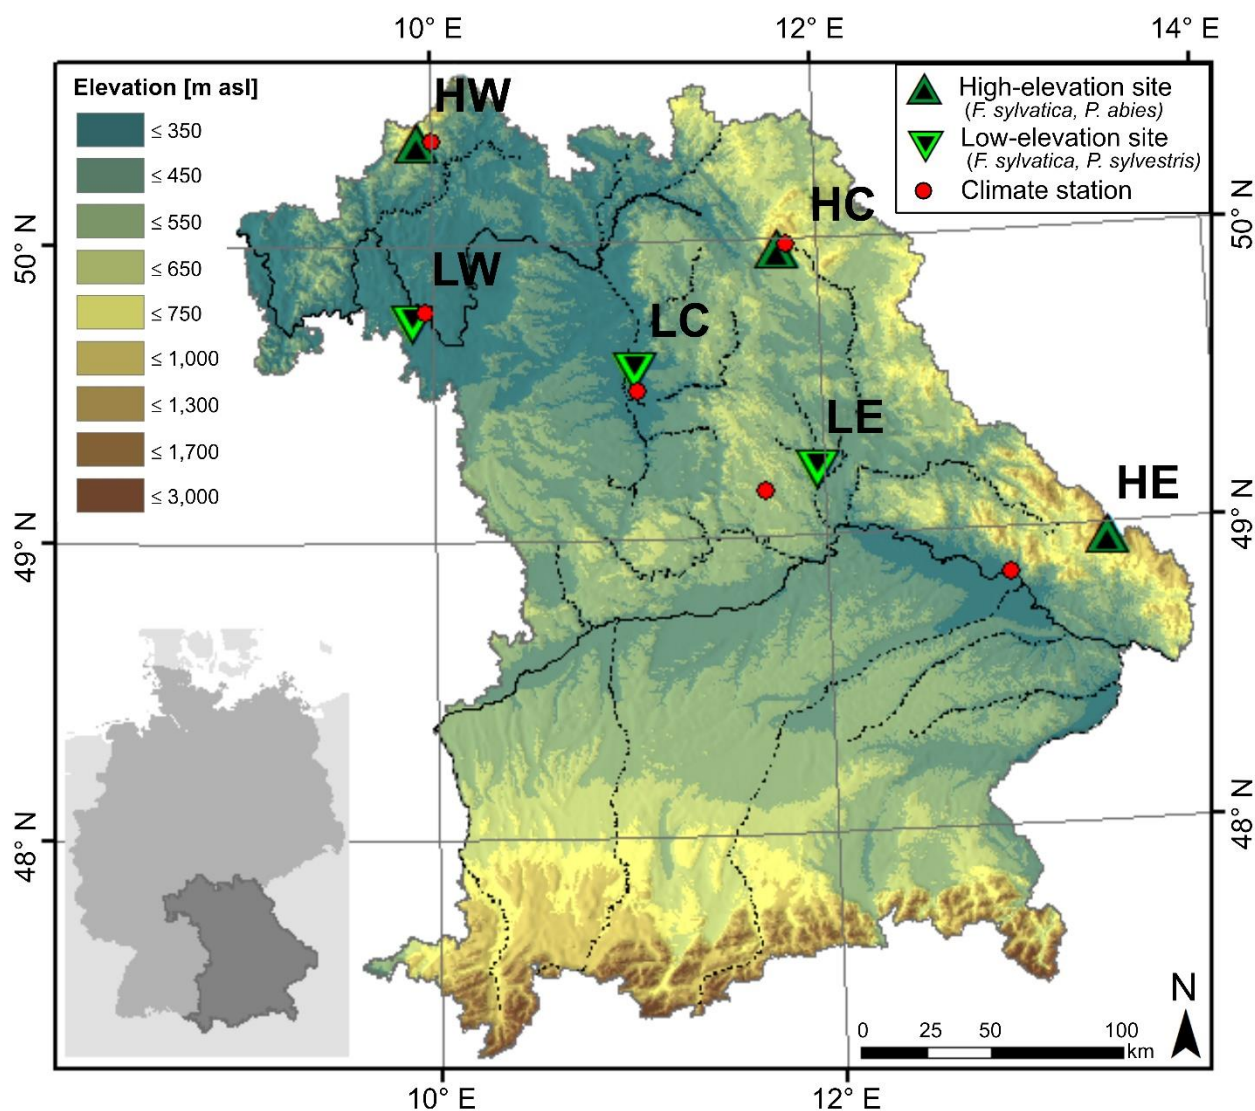 10° E
12° E
14° E
Elevation [m asl]
≤ 350
≤ 450
≤ 550
≤ 650
≤ 750
≤ 1,000
≤ 1,300
≤ 1,700
≤ 3,000
High-elevation site
(F. sylvatica, P. abies)
Low-elevation site
(F. sylvatica, P. sylvestris)
Climate station
HW
HC
LW
LC
LE
HE
50° N
49° N
48° N
50° N
49° N
48° N
N
0 25 50 100
km
10° E
12° E